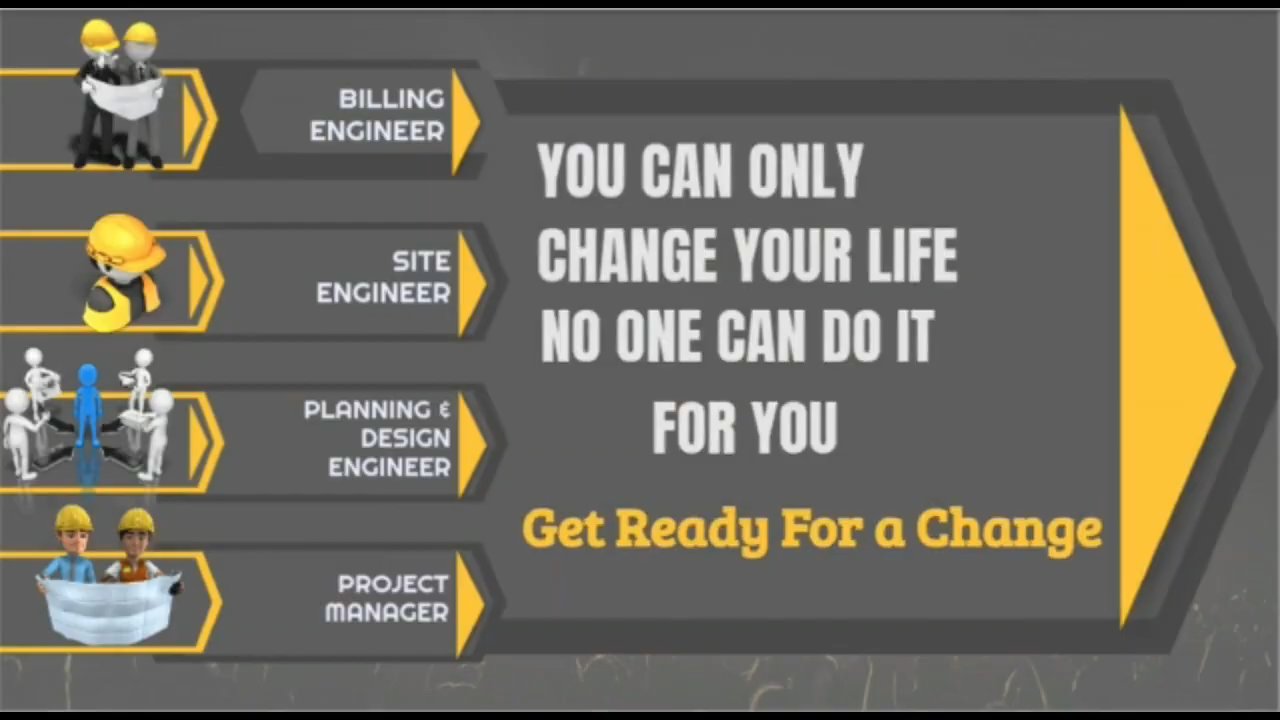 BILLING
ENGINEER
SITE
ENGINEER
PLANNING &
DESIGN
ENGINEER
PROJECT
MANAGER
YOU CAN ONLY
CHANGE YOUR LIFE
NO ONE CAN DO IT
FOR YOU
Get Ready For a Change